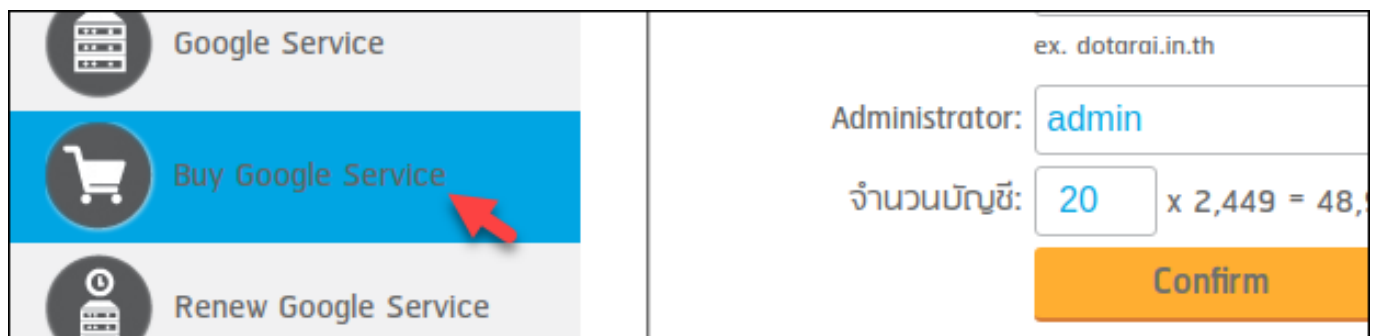 Google Service
Buy Google Service
Renew Google Service
ex. dotarai.in.th
Administrator: admin
จำนวนบัญชี: 20 x 2,449 = 48,
Confirm